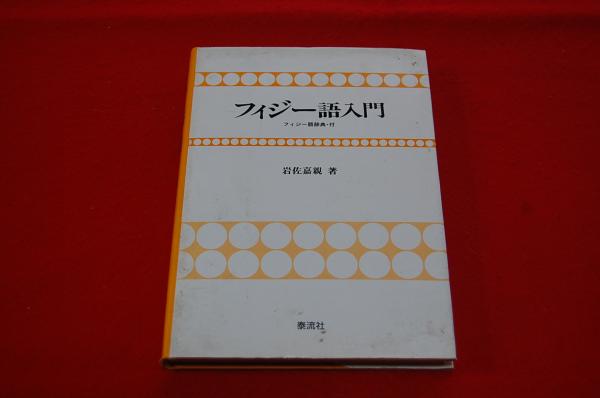 フィジー語入門
フィジー語辞典・付
岩佐嘉親 著
泰流社